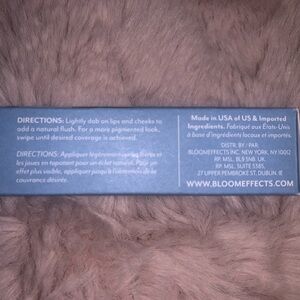 DIRECTIONS: Lightly dab on lips and cheeks to
add a natural flush. For a more pigmented look,
swipe until desired coverage is achieved.
DIRECTIONS: Appliquer légèrement sur les lèvres et
les joues en tapotant pour un éclat naturel. Pour un
effet plus visible, appliquer jusqu'à l'obtention de la
couvrance désirée.
Made in USA of US & Imported
Ingredients. Fabriqué aux États-Unis
à base d'ingrédients locaux et importés.
DISTR. BY / PAR.
BLOOMEFFECTS INC. NEW YORK, NY 10012
RP. MSL, BL9 5NB. UK.
RP. MSL, SUITE 5385,
27 UPPER PEMBROKE ST, DUBLIN, IE
WWW.BLOOMEFFECTS.COM